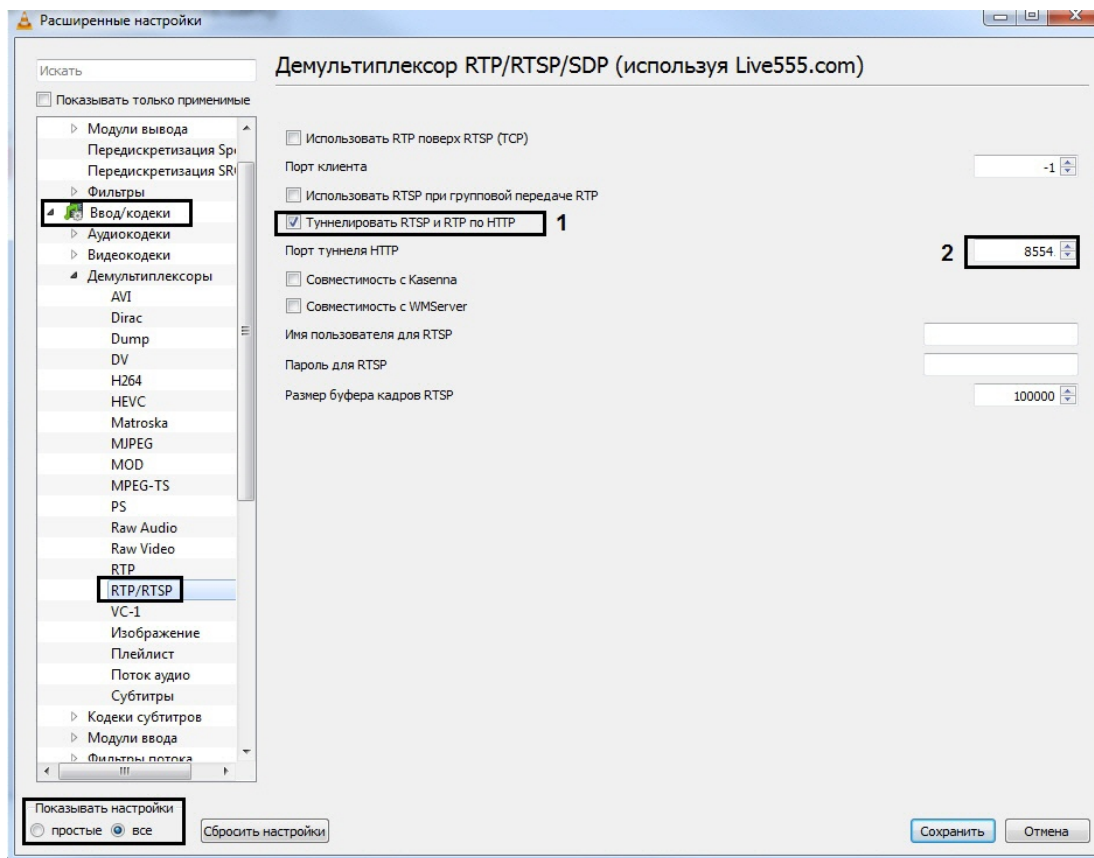 Расширенные настройки
Искать
Показывать только применимые
Модули вывода
Передискретизация Spe
Передискретизация SR
Фильтры
Ввод/кодеки
Аудиокодеки
Видеокодеки
Демультиплексоры
AVI
Dirac
Dump
DV
H264
HEVC
Matroska
MJPEG
MOD
MPEG-TS
PS
Raw Audio
Raw Video
RTP
RTP/RTSP
VC-1
Изображение
Плейлист
Поток аудио
Субтитры
Кодеки субтитров
Модули ввода
Фильтры потока
Показывать настройки
простые все
Сбросить настройки
Демультиплексор RTP/RTSP/SDP (используя Live555.com)
Использовать RTP поверх RTSP (TCP)
Порт клиента -1
Использовать RTSP при групповой передаче RTP
Туннелировать RTSP и RTP по HTTP 1
Порт туннеля HTTP 2 8554
Совместимость с Kasenna
Совместимость с WMServer
Имя пользователя для RTSP
Пароль для RTSP
Размер буфера кадров RTSP 100000
Сохранить Отмена